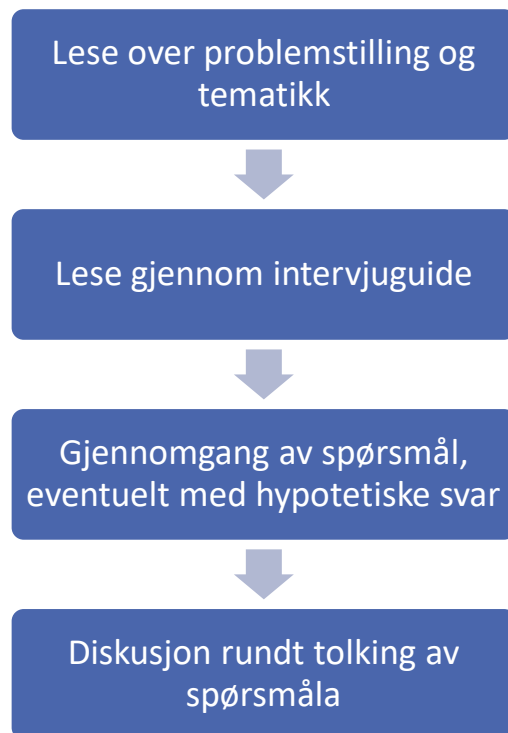 Lese over problemstilling og
tematikk
Lese gjennom intervjuguide
Gjennomgang av spørsmål,
eventuelt med hypotetiske svar
Diskusjon rundt tolking av
spørsmåla